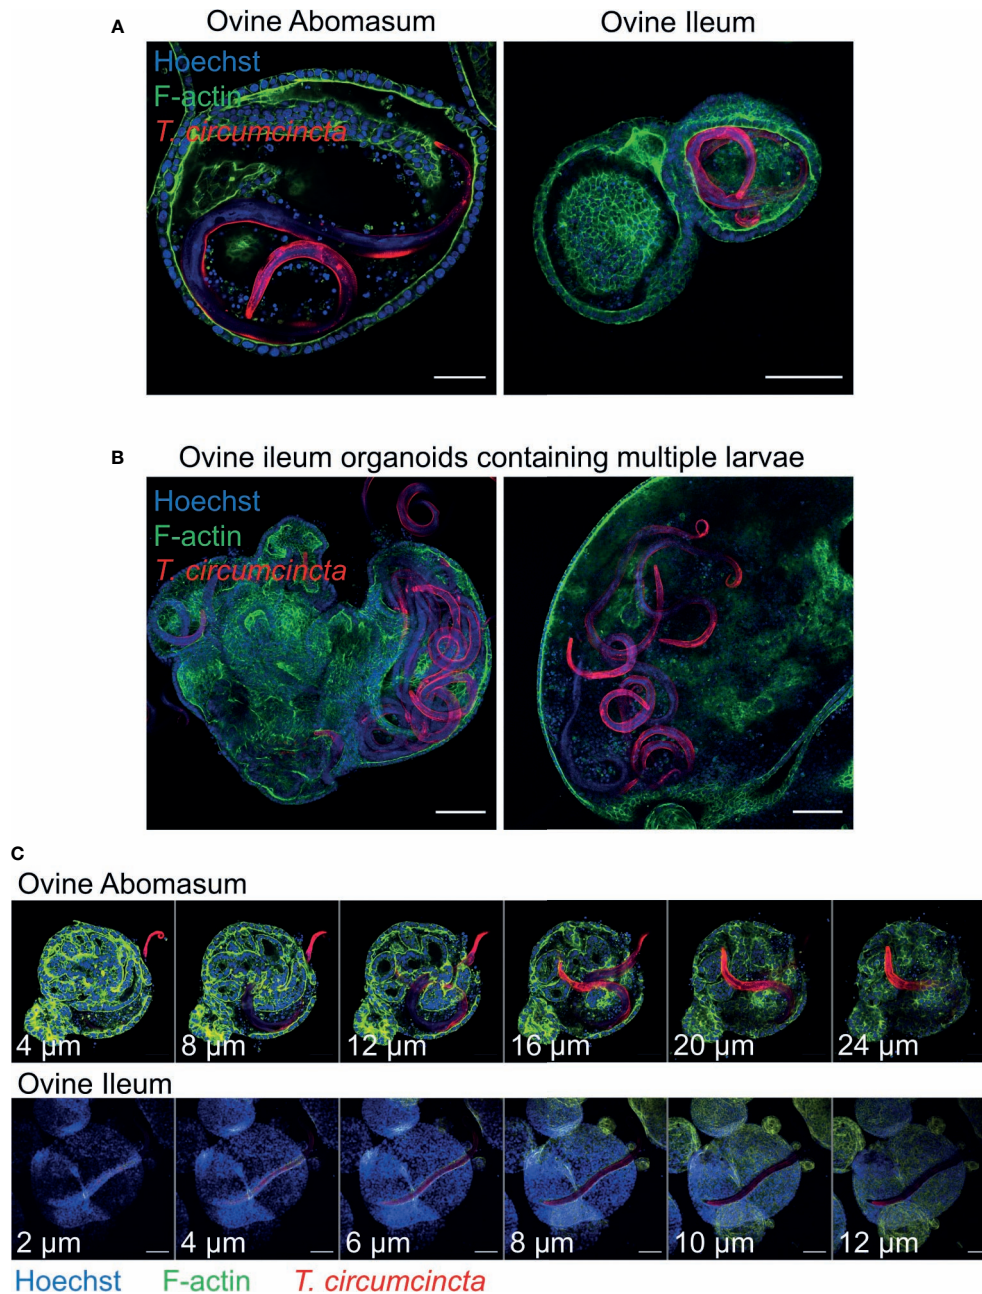 A
Ovine Abomasum
Ovine Ileum
Hoechst
F-actin
T. circumcincta
B
Ovine ileum organoids containing multiple larvae
Hoechst
F-actin
T. circumcincta
C
Ovine Abomasum
4 µm
8 µm
12 µm
16 µm
20 µm
24 µm
Ovine Ileum
2 µm
4 µm
6 µm
8 µm
10 µm
12 µm
Hoechst F-actin T. circumcincta